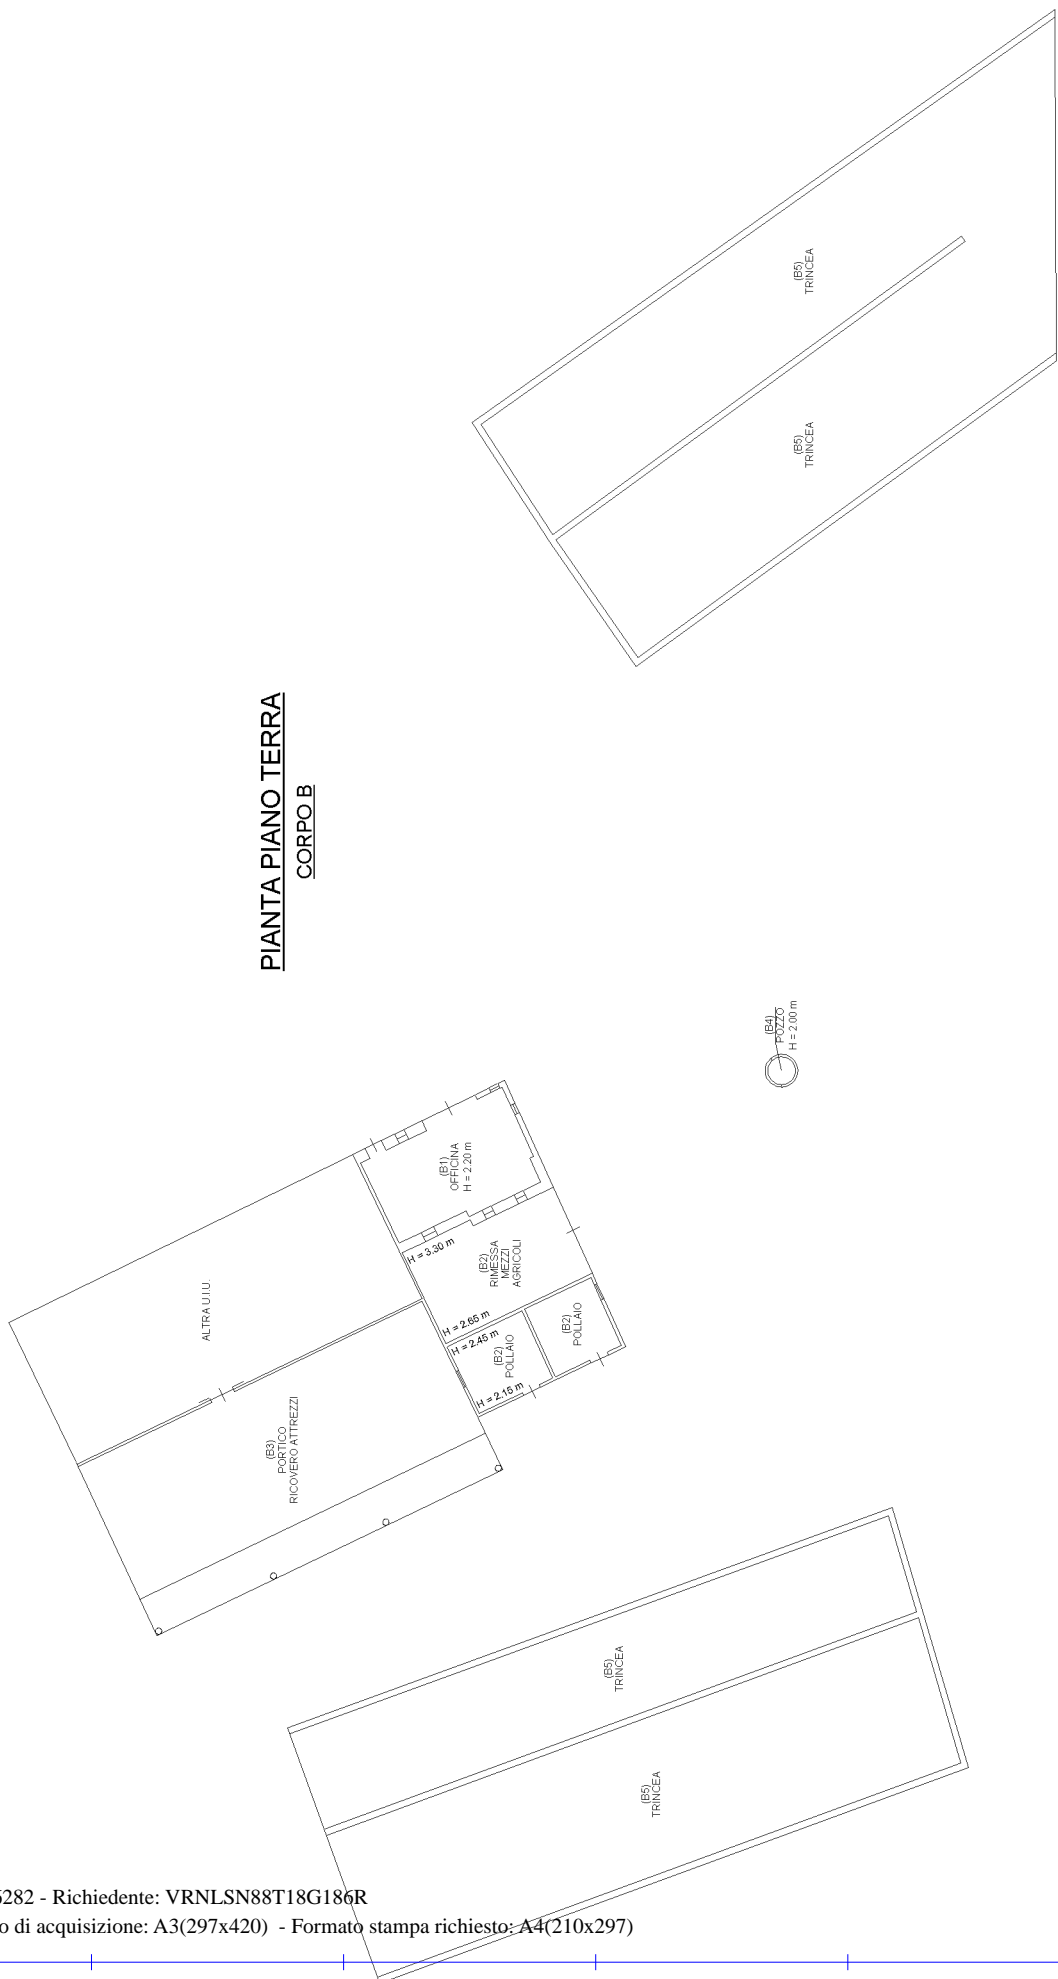 (B5)
TRINCEA
(B5)
TRINCEA
PIANTA PIANO TERRA
CORPO B
(B4)
POZZO
H = 2.00 m
(B1)
OFFICINA
H = 2.20 m
H = 3.30 m
(B2)
RIMESSA
MEZZI
AGRICOLI
H = 2.65 m
ALTRA U.I.U.
(B2)
POLLAIO
H = 2.45 m
(B2)
POLLAIO
H = 2.15 m
(B3)
PORTICO
RICOVERO ATTREZZI
(B5)
TRINCEA
(B5)
TRINCEA
5282 - Richiedente: VRNLSN88T18G186R
o di acquisizione: A3(297x420) - Formato stampa richiesto: A4(210x297)